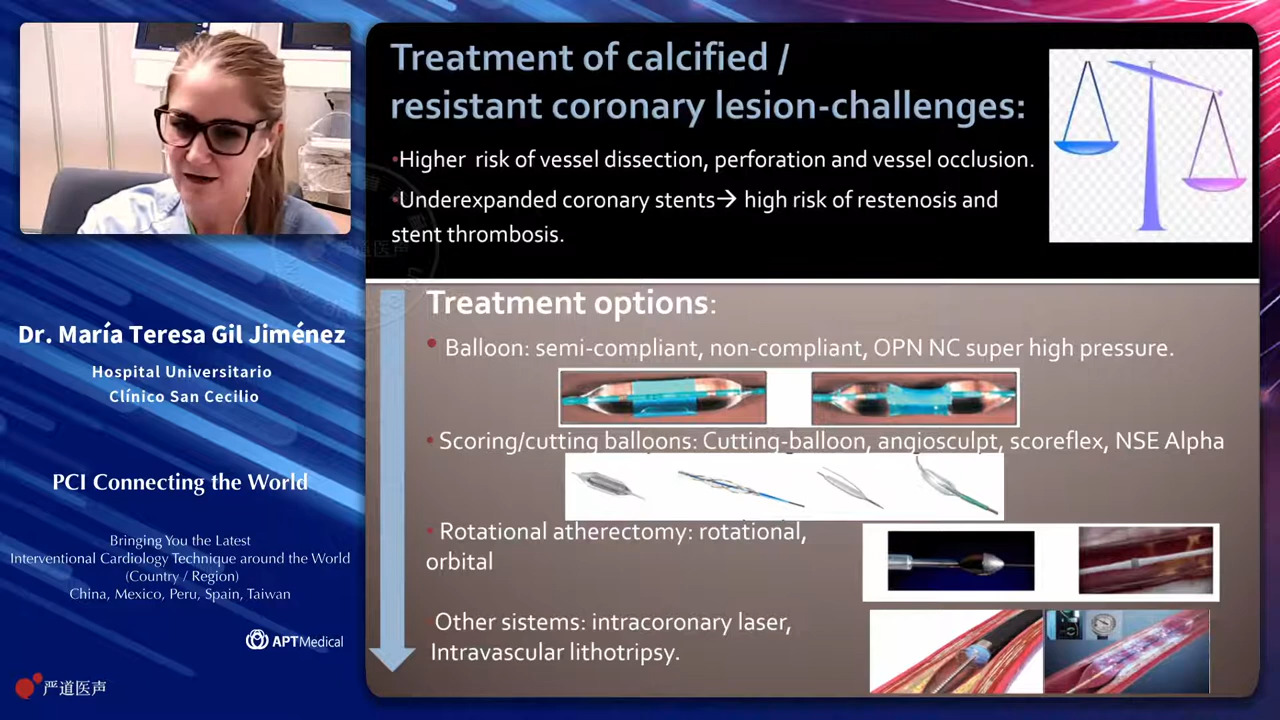 Treatment of calcified /
resistant coronary lesion-challenges:
•Higher risk of vessel dissection, perforation and vessel occlusion.
•Underexpanded coronary stents→ high risk of restenosis and
stent thrombosis.
Treatment options:
• Balloon: semi-compliant, non-compliant, OPN NC super high pressure.
• Scoring/cutting balloons: Cutting-balloon, angiosculpt, scoreflex, NSE Alpha
• Rotational atherectomy: rotational,
orbital
Other sistems: intracoronary laser,
Intravascular lithotripsy.
Dr. María Teresa Gil Jiménez
Hospital Universitario
Clínico San Cecilio
PCI Connecting the World
Bringing You the Latest
Interventional Cardiology Technique around the World
(Country / Region)
China, Mexico, Peru, Spain, Taiwan
APTMedical
严道医声
严道医声